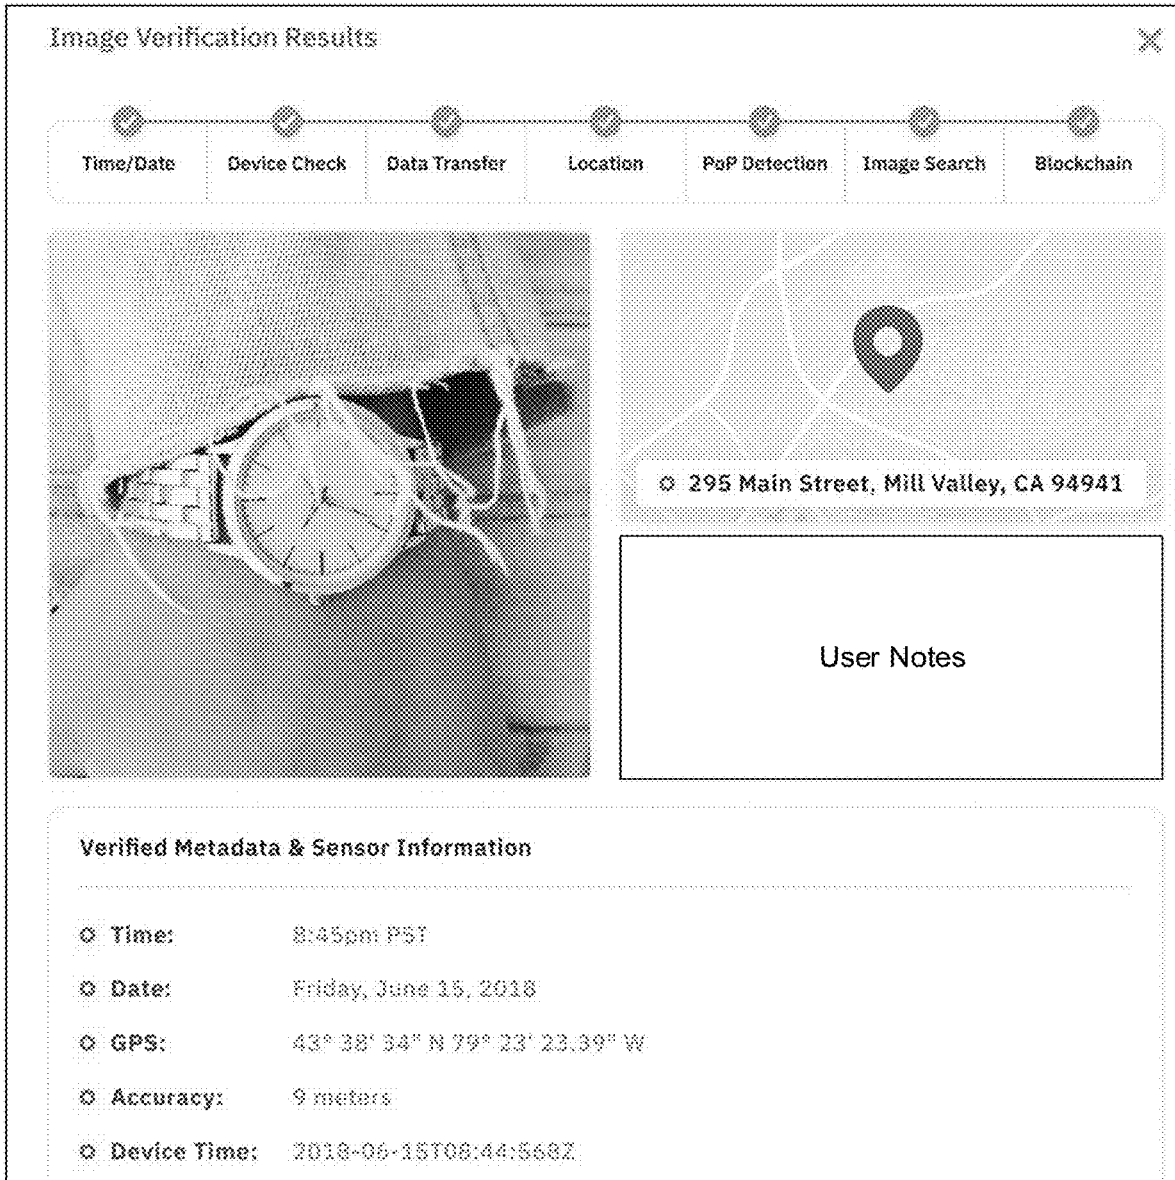 Image Verification Results
Time/Date Device Check Data Transfer Location PoP Detection Image Search Blockchain
295 Main Street, Mill Valley, CA 94941
User Notes
Verified Metadata & Sensor Information
Time: 8:45pm PST
Date: Friday, June 15, 2018
GPS: 43° 38' 34" N 79° 23' 23.39" W
Accuracy: 9 meters
Device Time: 2018-06-15T08:44:568Z